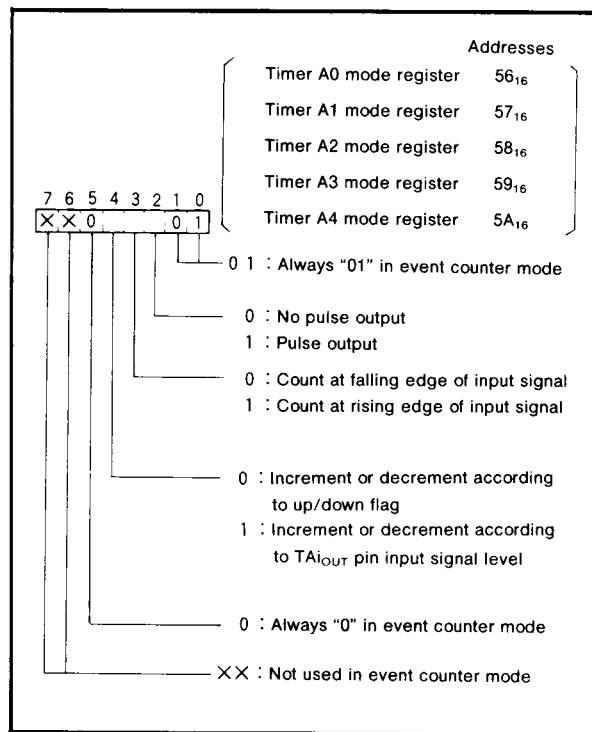 Addresses
Timer A0 mode register 56₁₆
Timer A1 mode register 57₁₆
Timer A2 mode register 58₁₆
Timer A3 mode register 59₁₆
Timer A4 mode register 5A₁₆
7 6 5 4 3 2 1 0
× × 0 0 1
0 1 : Always “01” in event counter mode
0 : No pulse output
1 : Pulse output
0 : Count at falling edge of input signal
1 : Count at rising edge of input signal
0 : Increment or decrement according
to up/down flag
1 : Increment or decrement according
to TAiOUT pin input signal level
0 : Always “0” in event counter mode
×× : Not used in event counter mode